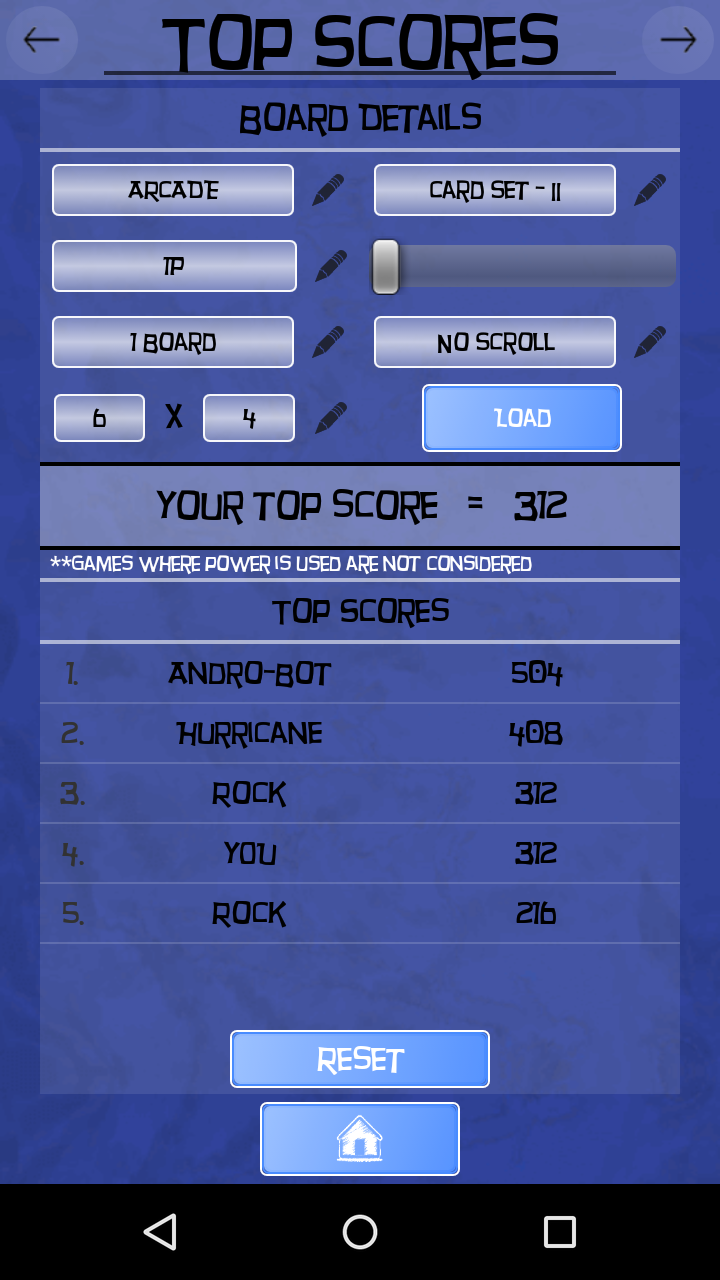 TOP SCORES
BOARD DETAILS
ARCADE CARD SET - II
1P
1 BOARD NO SCROLL
6 X 4 LOAD
YOUR TOP SCORE = 312
**GAMES WHERE POWER IS USED ARE NOT CONSIDERED
TOP SCORES
1. ANDRO-BOT 504
2. HURRICANE 408
3. ROCK 312
4. YOU 312
5. ROCK 216
RESET